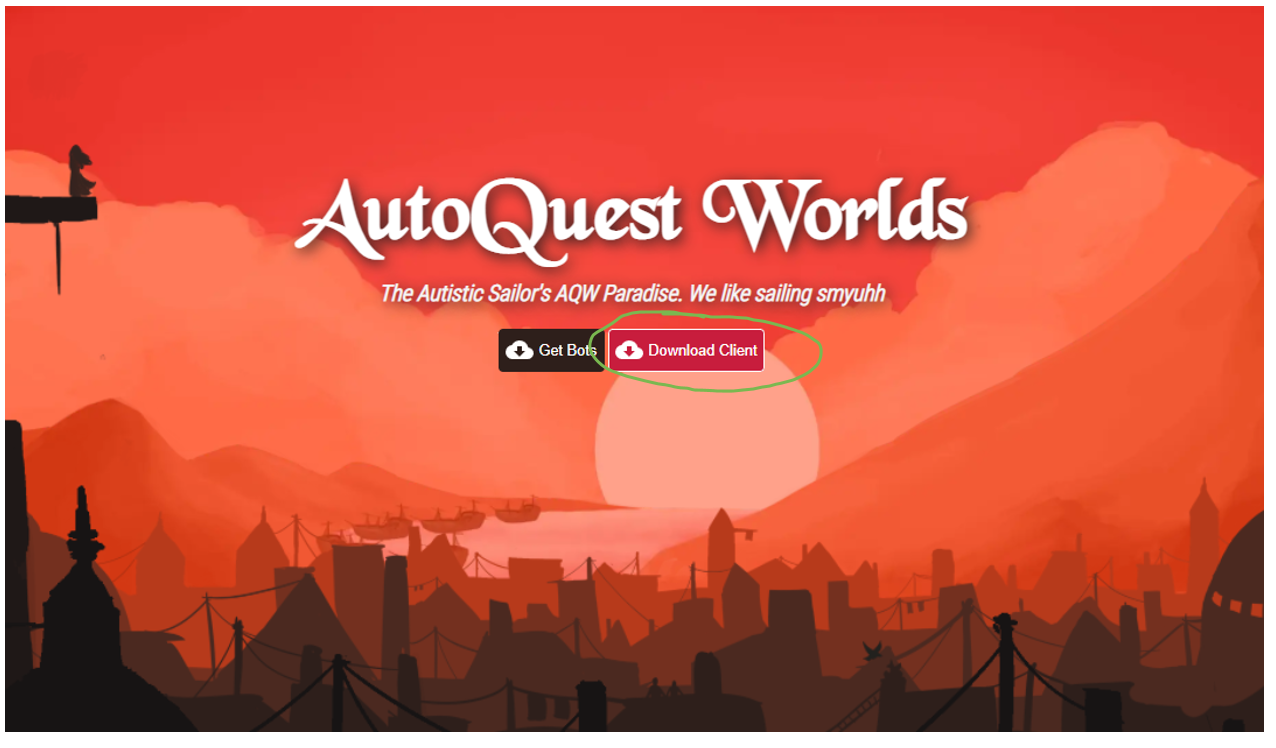 AutoQuest Worlds
The Autistic Sailor's AQW Paradise. We like sailing smyuhh
Get Bots Download Client